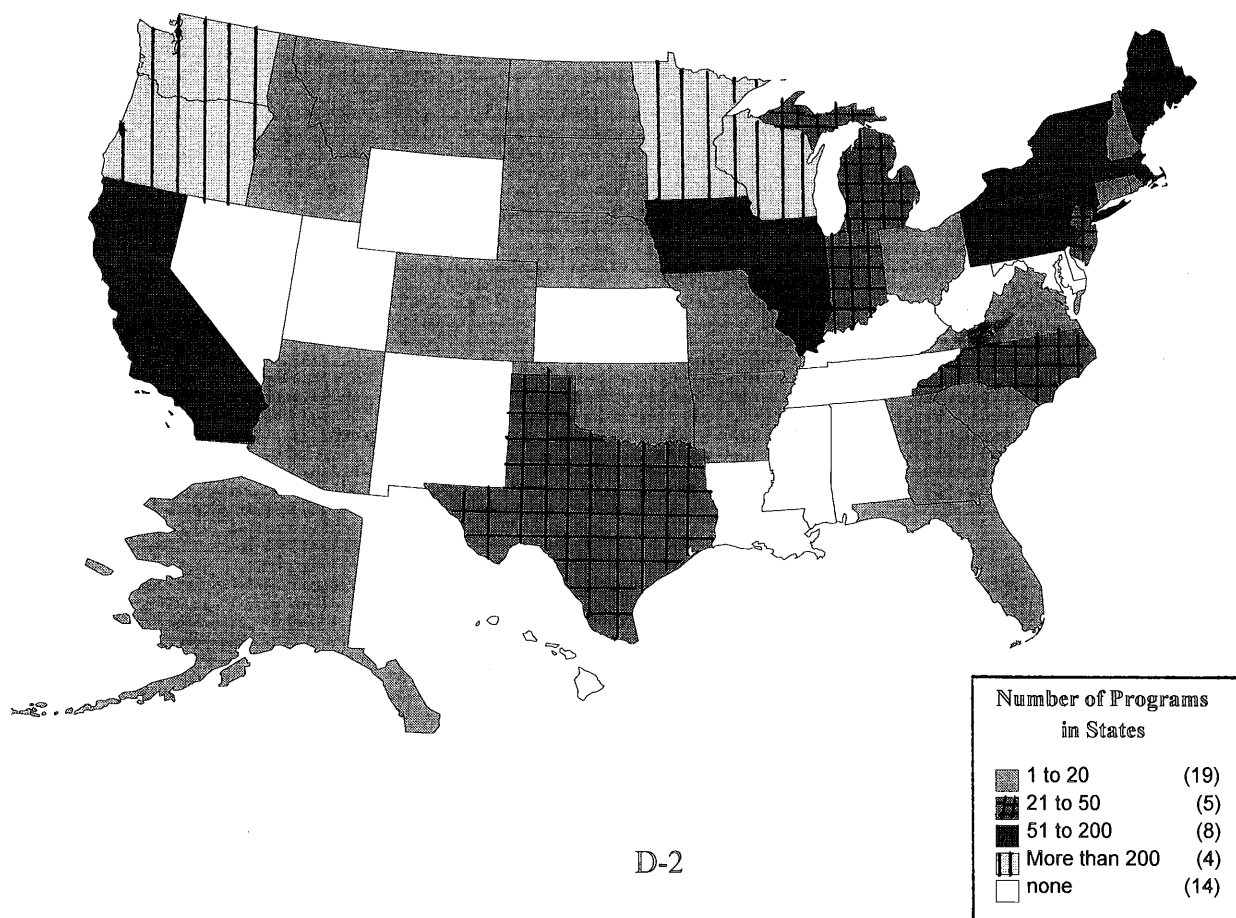 Number of Programs
in States
1 to 20 (19)
21 to 50 (5)
51 to 200 (8)
More than 200 (4)
none (14)
D-2